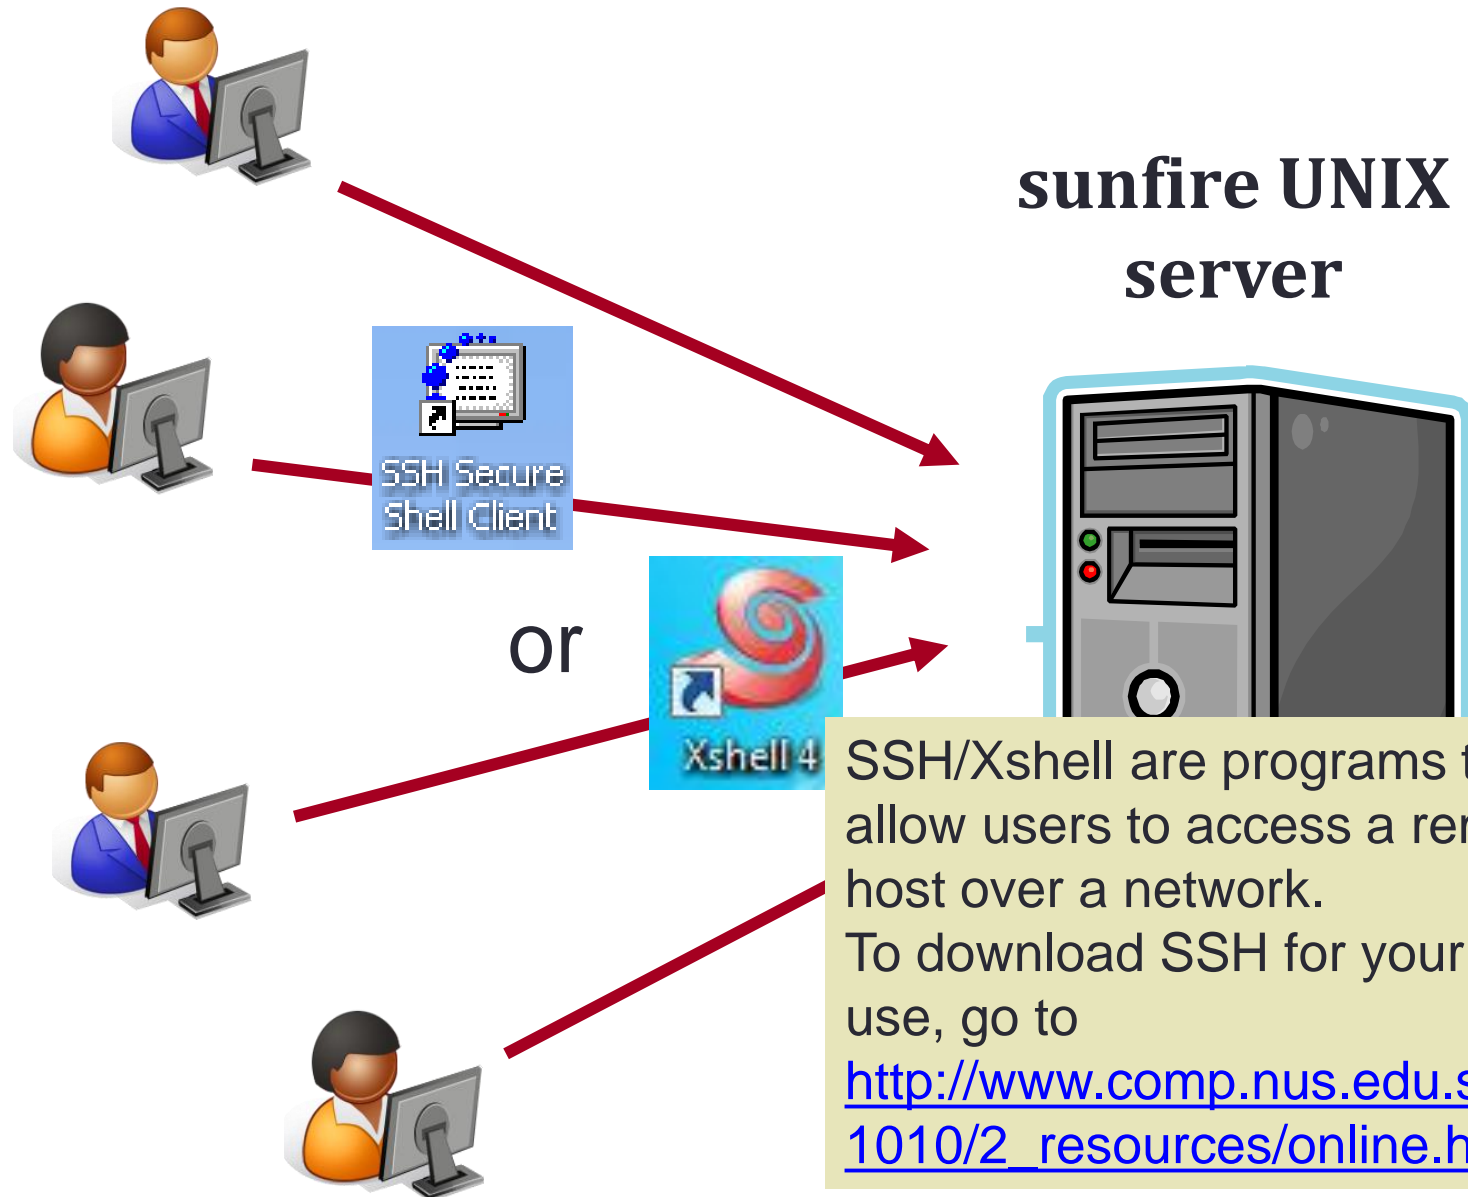 sunfire UNIX
server
SSH Secure
Shell Client
or
Xshell 4
SSH/Xshell are programs t
allow users to access a rer
host over a network.
To download SSH for your
use, go to
http://www.comp.nus.edu.s
1010/2_resources/online.h